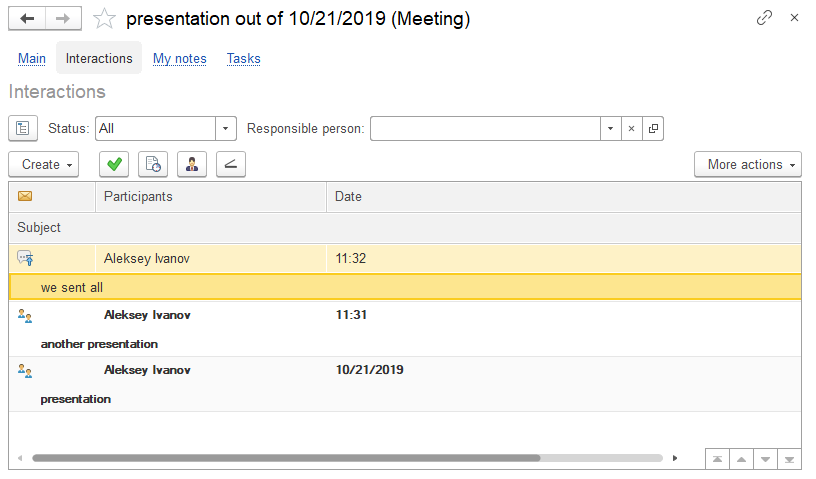 presentation out of 10/21/2019 (Meeting)
Main Interactions My notes Tasks
Interactions
Status: All Responsible person:
Create More actions
Participants Date
Subject
Aleksey Ivanov 11:32
we sent all
Aleksey Ivanov 11:31
another presentation
Aleksey Ivanov 10/21/2019
presentation